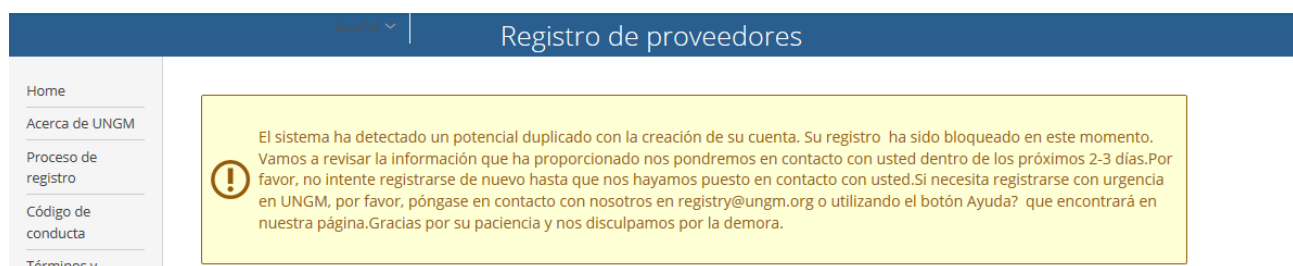 Registro de proveedores
Home
Acerca de UNGM
Proceso de
registro
Código de
conducta
El sistema ha detectado un potencial duplicado con la creación de su cuenta. Su registro  ha sido bloqueado en este momento.
Vamos a revisar la información que ha proporcionado nos pondremos en contacto con usted dentro de los próximos 2-3 días.Por
favor, no intente registrarse de nuevo hasta que nos hayamos puesto en contacto con usted.Si necesita registrarse con urgencia
en UNGM, por favor, póngase en contacto con nosotros en registry@ungm.org o utilizando el botón Ayuda?  que encontrará en
nuestra página.Gracias por su paciencia y nos disculpamos por la demora.